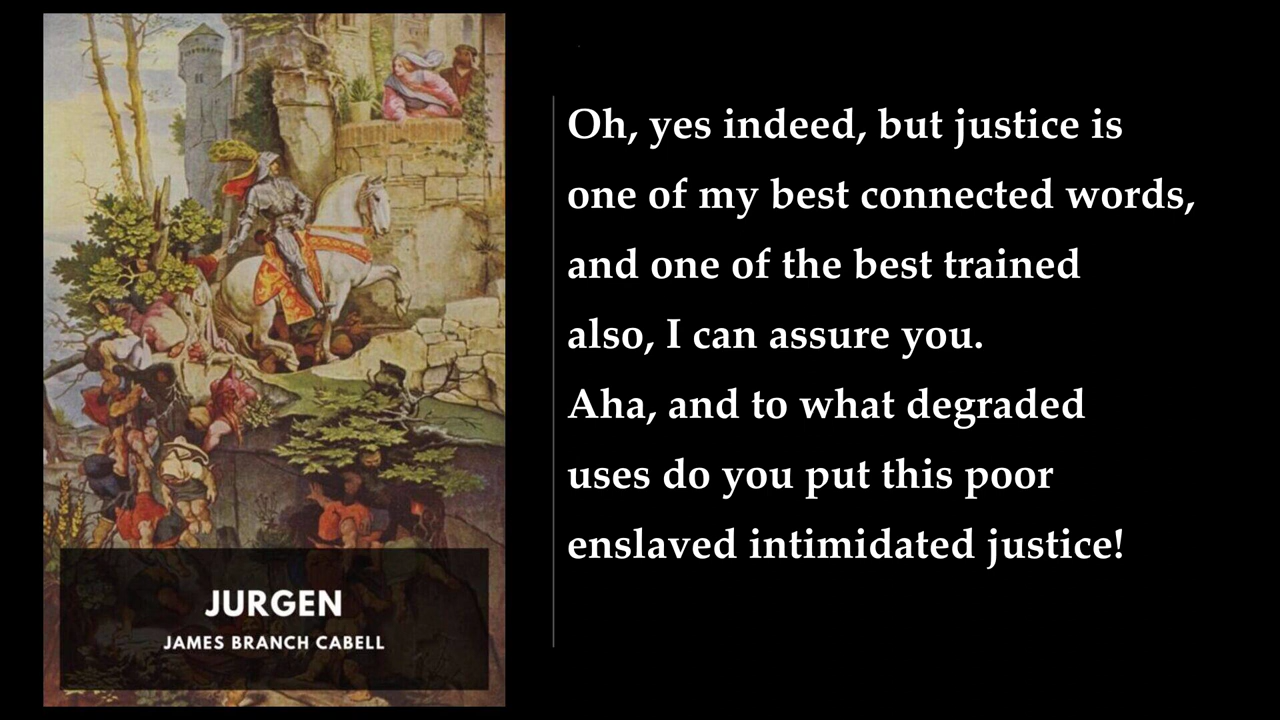 JURGEN
JAMES BRANCH CABELL
Oh, yes indeed, but justice is
one of my best connected words,
and one of the best trained
also, I can assure you.
Aha, and to what degraded
uses do you put this poor
enslaved intimidated justice!